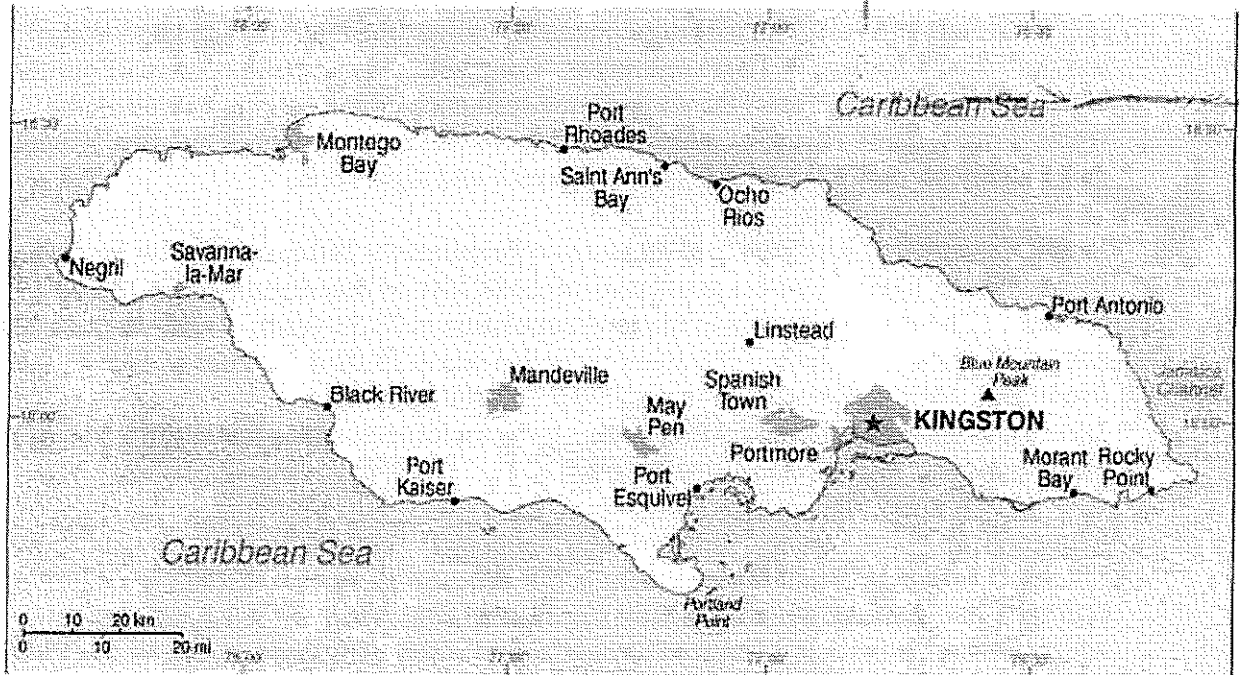 Caribbean Sea
Port
Rhoades
Montego
Bay
Saint Ann's
Bay
Ocho
Rios
Savanna-
la-Mar
Negril
Port Antonio
Linstead
Blue Mountain
Peak
Jamaica
Channel
Mandeville
Spanish
Town
Black River
May
Pen
KINGSTON
Portmore
Morant
Bay
Rocky
Point
Port
Kaiser
Port
Esquivel
Caribbean Sea
Portland
Point
0 10 20 km
0 10 20 mi